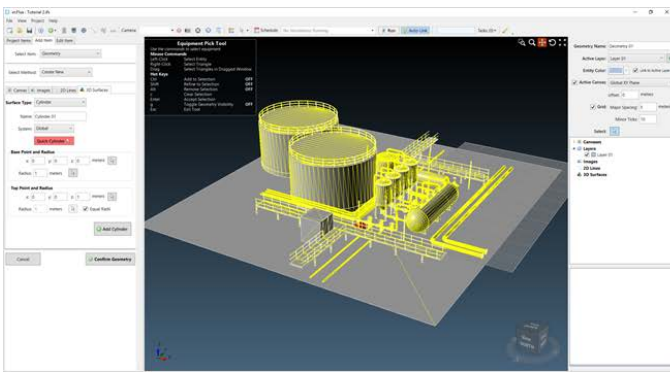 File View Project Help
Camera
Schedule
Run
Auto-Link
Project Items Add Item Edit Item
Select Item: Geometry
Select Method: Create New
Canvas Images 2D Lines 3D Surfaces
Surface Type: Cylinder
Name: Cylinder 01
System: Global
Quick Cylinder
Base Point and Radius
x: 0 y: 0 z: 0 meters
Radius: 1 meters
Top Point and Radius
x: 0 y: 0 z: 1 meters
Radius: 1 meters Equal Radii
Add Cylinder
Cancel Confirm Geometry
Equipment Pick Tool
Use the commands to select equipment
Mouse Commands
Left Click Select Entity
Right Click Select Triangle
Drag Select Triangles in Dragged Window
Hot Keys
Ctrl Add to Selection OFF
Shift Refine to Selection OFF
Alt Remove Selection OFF
Clear Selection
Enter Accept Selection
Toggle Geometry Visibility OFF
Esc Exit Tool
Geometry Name: Geometry 01
Active Layer: Layer 01
Entity Color: Link to Active Layer
Active Canvas: Global XY Plane
Offset: 0 meters
Grid Major Spacing: meters
Minor Ticks: 10
Select:
Canvases
Layers
Layer 01
Images
2D Lines
3D Surfaces